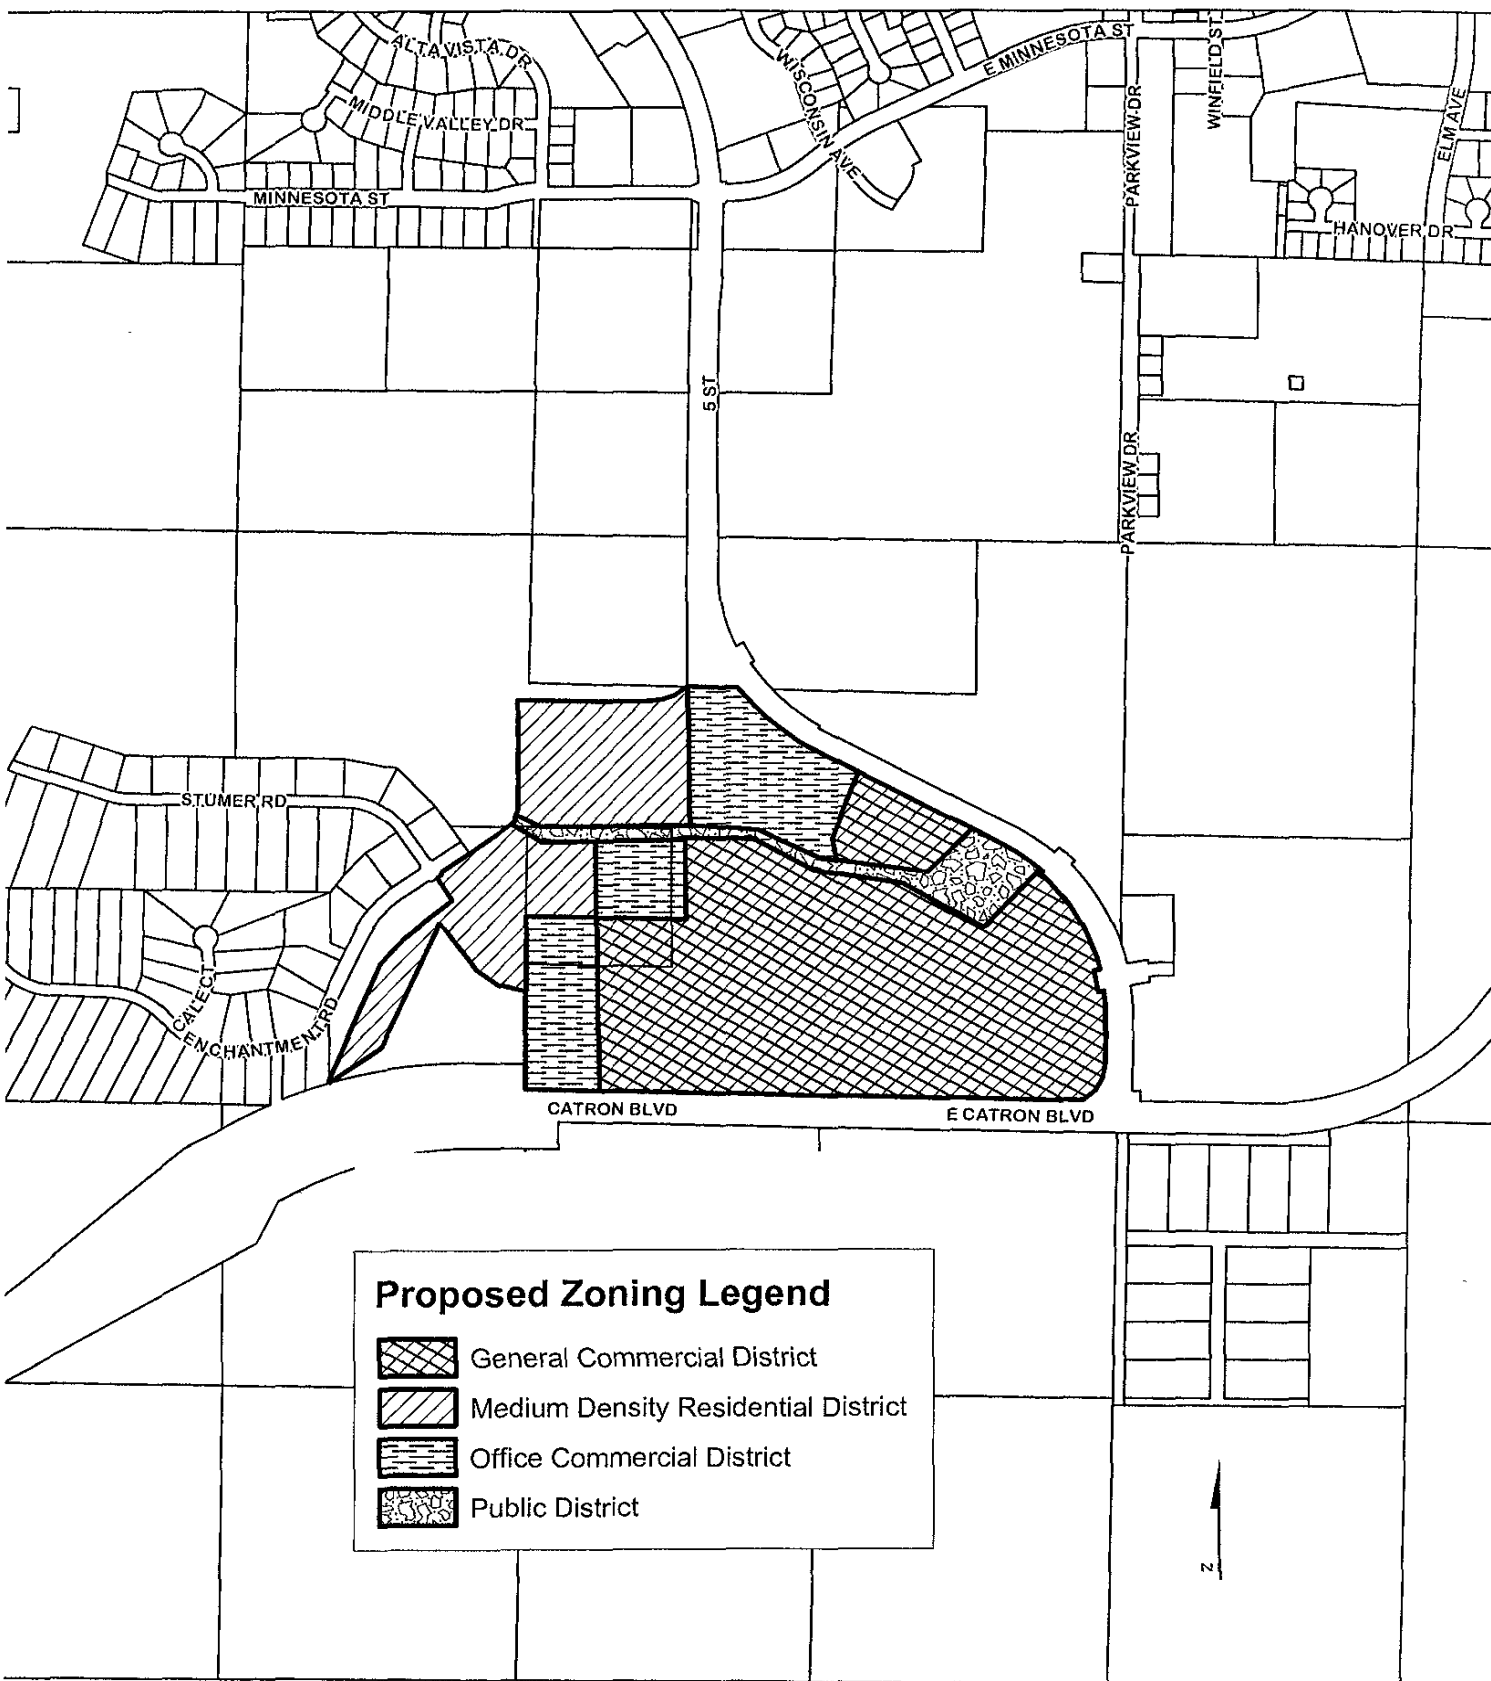 ALTA VISTA DR
WISCONSIN AVE
E MINNESOTA ST
WINFIELD ST
MIDDLE VALLEY DR
PARKVIEW DR
ELM AVE
MINNESOTA ST
HANOVER DR
5 ST
PARKVIEW DR
STUMER RD
CALE CT
ENCHANTMENT RD
CATRON BLVD
E CATRON BLVD
Proposed Zoning Legend
General Commercial District
Medium Density Residential District
Office Commercial District
Public District
N